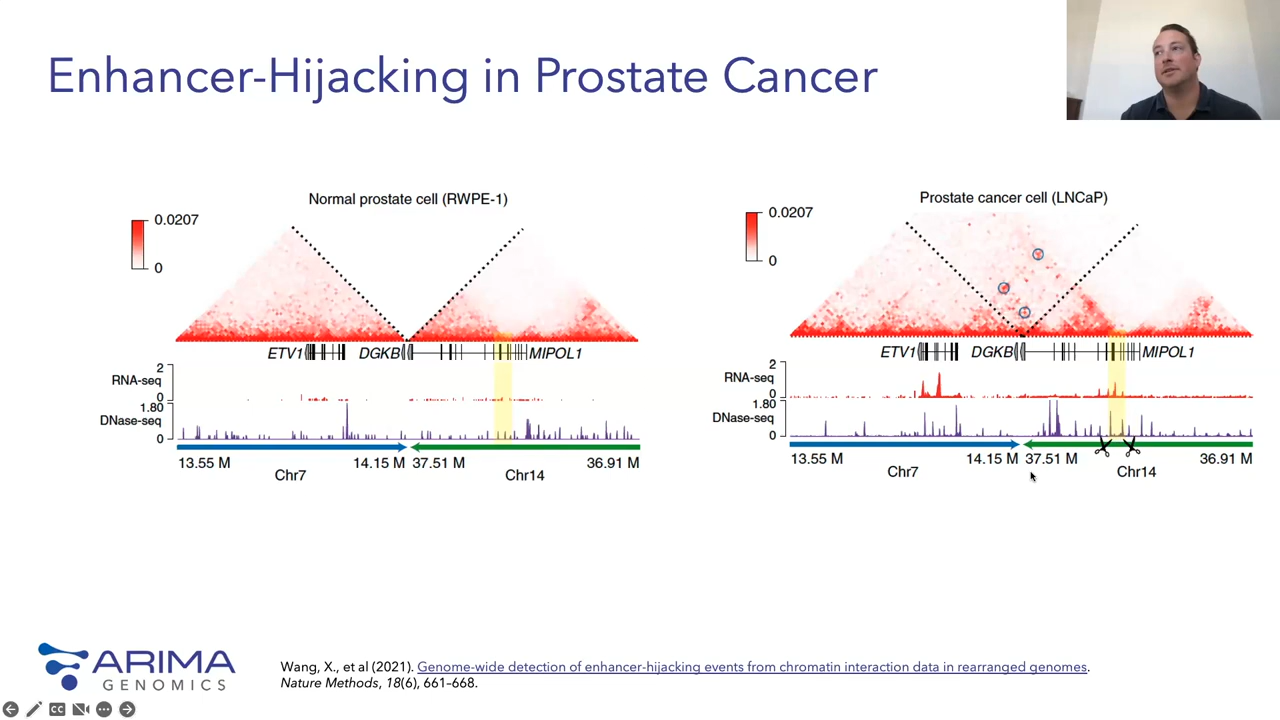 Enhancer-Hijacking in Prostate Cancer
Normal prostate cell (RWPE-1)
0.0207
0
ETV1 DGKB MIPOL1
RNA-seq 2
0
DNase-seq 1.80
0
13.55 M 14.15 M 37.51 M 36.91 M
Chr7 Chr14
Prostate cancer cell (LNCaP)
0.0207
0
ETV1 DGKB MIPOL1
RNA-seq 2
0
DNase-seq 1.80
0
13.55 M 14.15 M 37.51 M 36.91 M
Chr7 Chr14
ARIMA
GENOMICS
Wang, X., et al (2021). Genome-wide detection of enhancer-hijacking events from chromatin interaction data in rearranged genomes.
Nature Methods, 18(6), 661–668.
CC